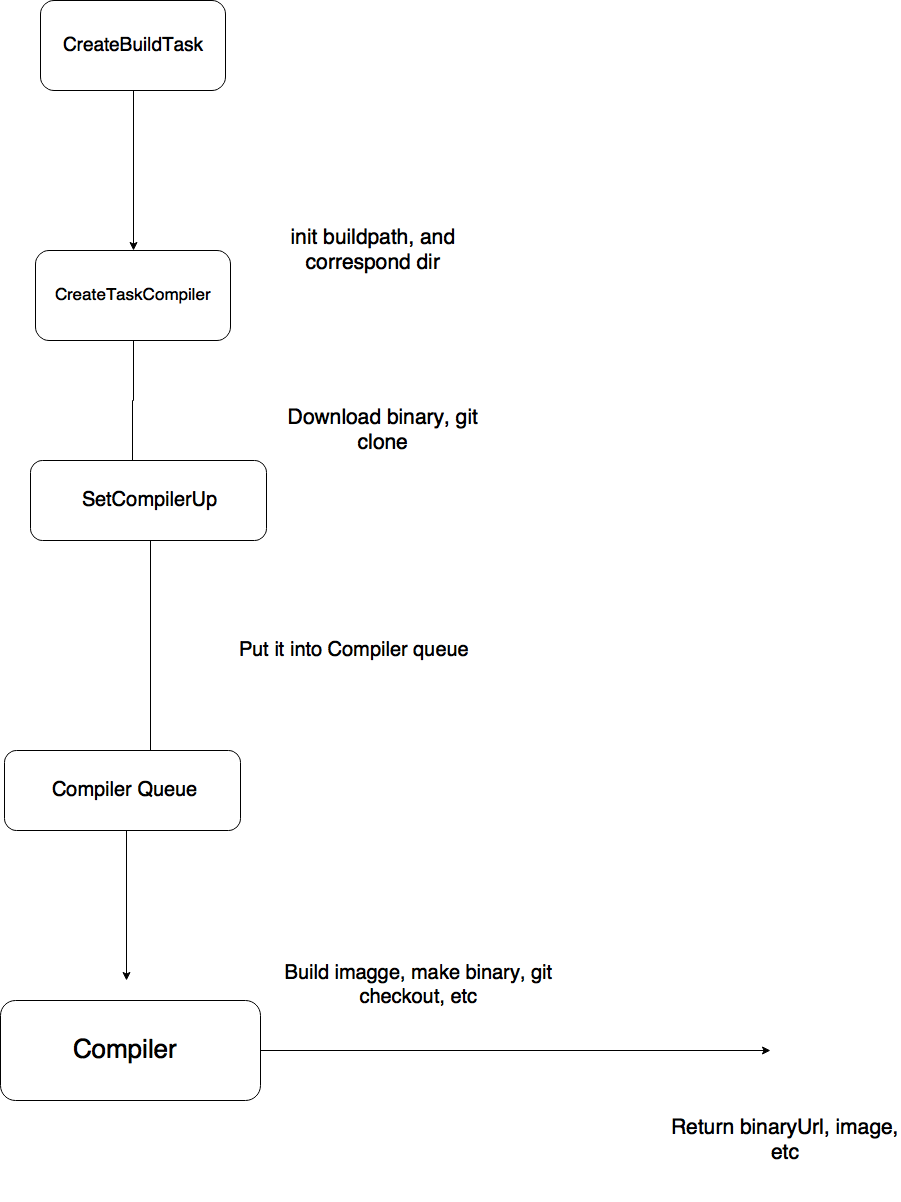 CreateBuildTask
init buildpath, and
correspond dir
CreateTaskCompiler
Download binary, git
clone
SetCompilerUp
Put it into Compiler queue
Compiler Queue
Build imagge, make binary, git
checkout, etc
Compiler
Return binaryUrl, image,
etc